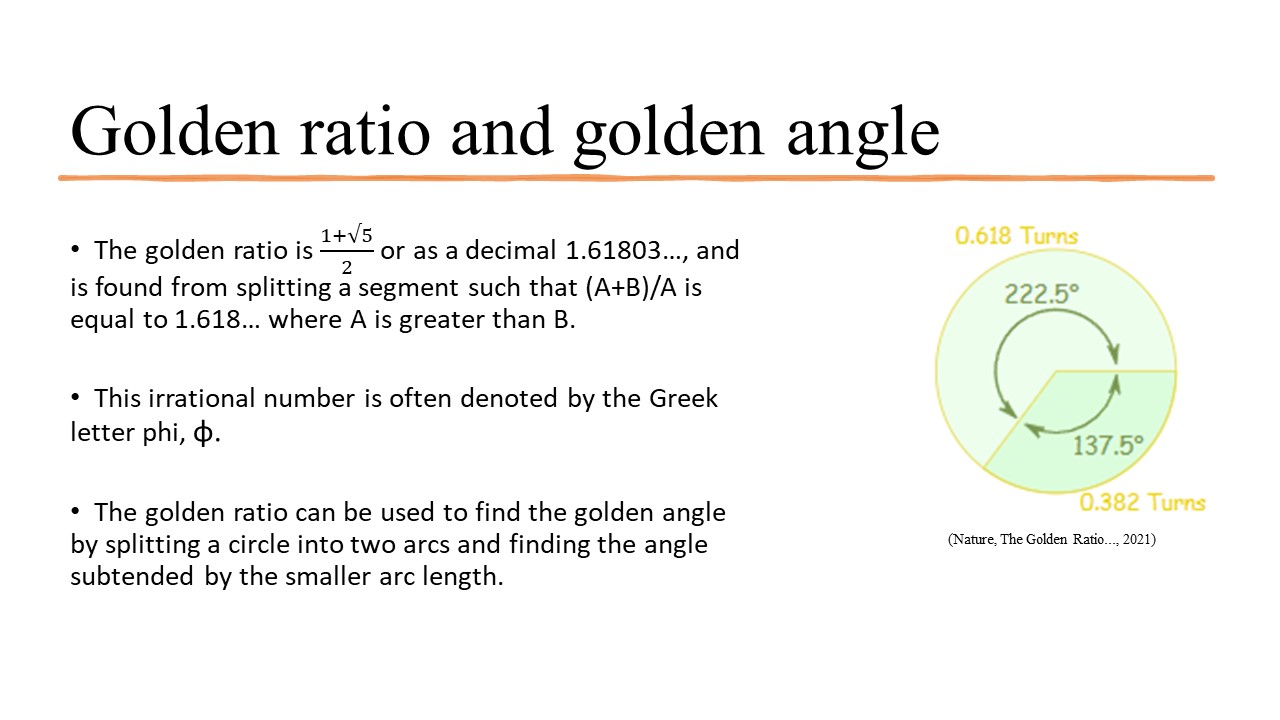 Golden ratio and golden angle
• The golden ratio is (1+√5)/2 or as a decimal 1.61803…, and
is found from splitting a segment such that (A+B)/A is
equal to 1.618… where A is greater than B.
• This irrational number is often denoted by the Greek
letter phi, ϕ.
• The golden ratio can be used to find the golden angle
by splitting a circle into two arcs and finding the angle
subtended by the smaller arc length.
0.618 Turns
222.5°
137.5°
0.382 Turns
(Nature, The Golden Ratio..., 2021)